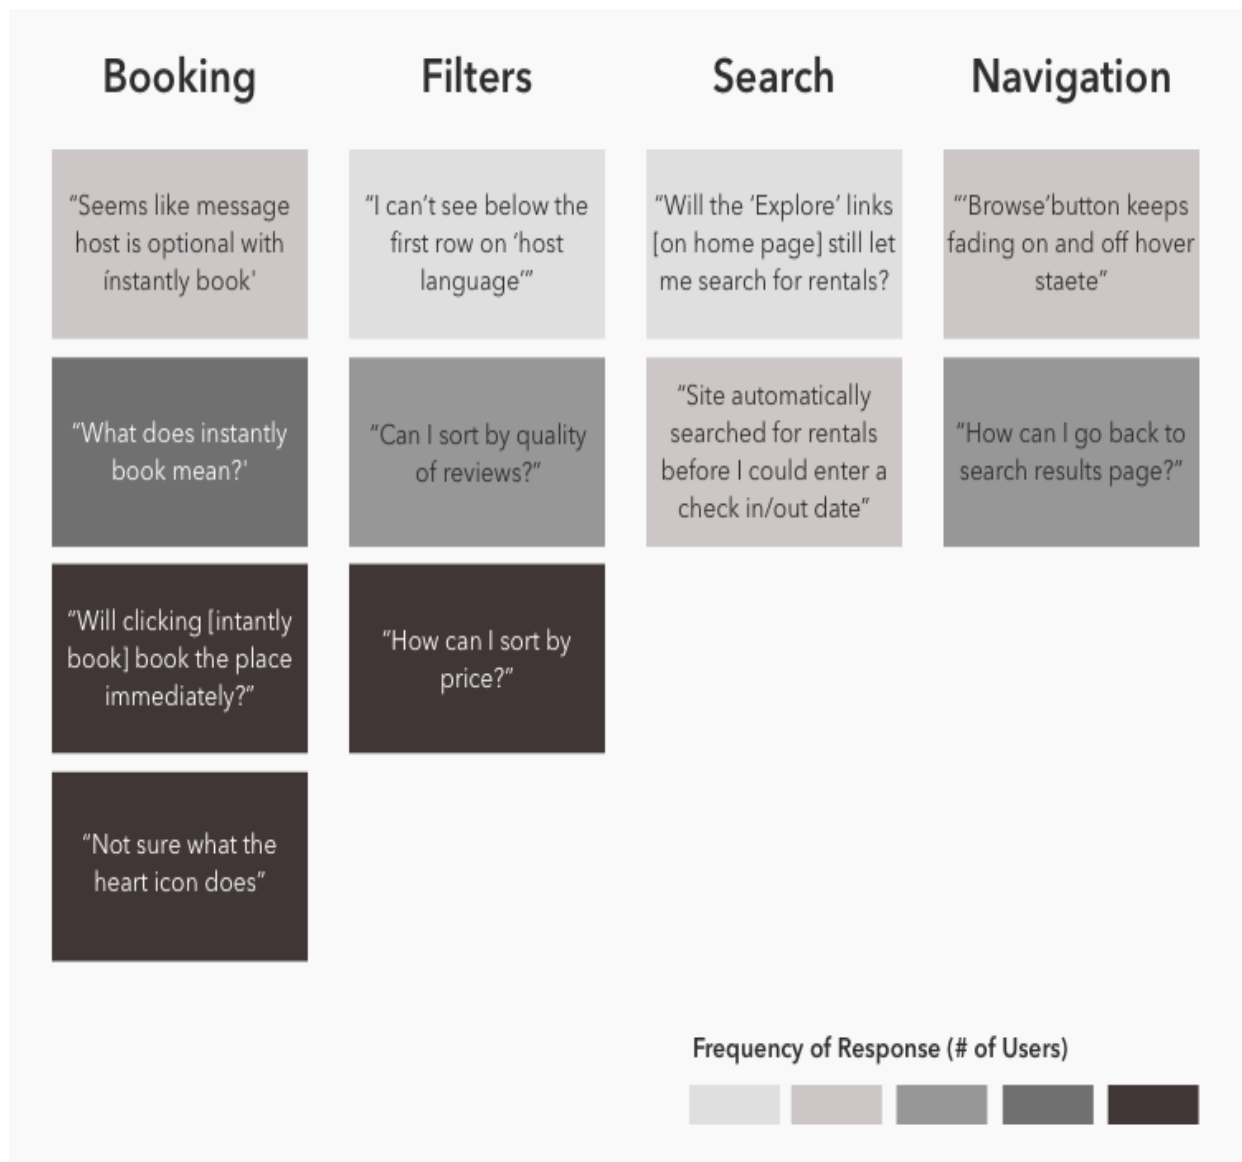 Booking
Filters
Search
Navigation
“Seems like message
host is optional with
ínstantly book'
“What does instantly
book mean?'
“Will clicking [intantly
book] book the place
immediately?”
“Not sure what the
heart icon does”
“I can’t see below the
first row on ‘host
language’”
“Can I sort by quality
of reviews?”
“How can I sort by
price?”
“Will the ‘Explore’ links
[on home page] still let
me search for rentals?
“Site automatically
searched for rentals
before I could enter a
check in/out date”
“‘Browse’button keeps
fading on and off hover
staete”
“How can I go back to
search results page?”
Frequency of Response (# of Users)